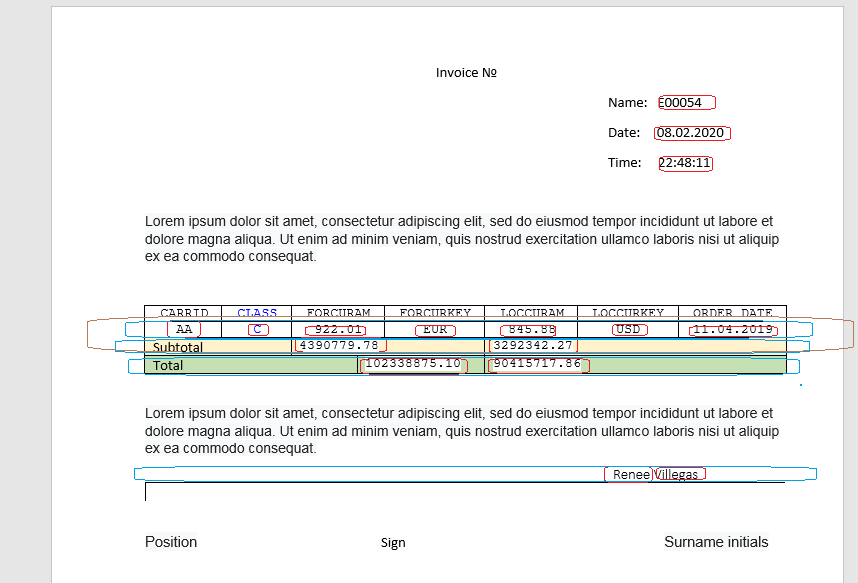 Invoice №
Name: E00054
Date: 08.02.2020
Time: 22:48:11
Lorem ipsum dolor sit amet, consectetur adipiscing elit, sed do eiusmod tempor incididunt ut labore et
dolore magna aliqua. Ut enim ad minim veniam, quis nostrud exercitation ullamco laboris nisi ut aliquip
ex ea commodo consequat.
CARRID CLASS FORCURAM FORCURKEY LOCCURAM LOCCURKEY ORDER_DATE
AA C 922.01 EUR 845.88 USD 11.04.2019
Subtotal 4390779.78 3292342.27
Total 102338875.10 90415717.86
Lorem ipsum dolor sit amet, consectetur adipiscing elit, sed do eiusmod tempor incididunt ut labore et
dolore magna aliqua. Ut enim ad minim veniam, quis nostrud exercitation ullamco laboris nisi ut aliquip
ex ea commodo consequat.
Renee Villegas
Position Sign Surname initials